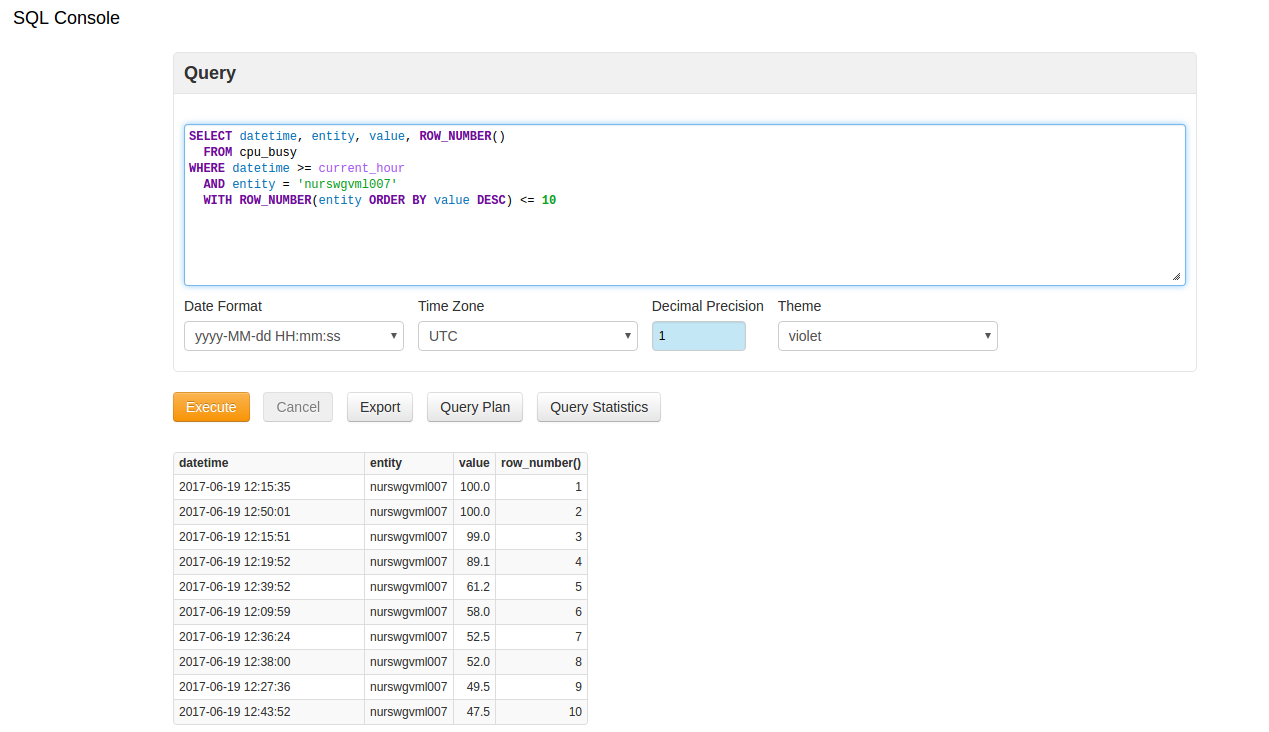 SQL Console
Query
SELECT datetime, entity, value, ROW_NUMBER()
  FROM cpu_busy
WHERE datetime >= current_hour
  AND entity = 'nurswgvml007'
  WITH ROW_NUMBER(entity ORDER BY value DESC) <= 10
Date Format Time Zone Decimal Precision Theme
yyyy-MM-dd HH:mm:ss UTC 1 violet
Execute Cancel Export Query Plan Query Statistics
datetime entity value row_number()
2017-06-19 12:15:35 nurswgvml007 100.0 1
2017-06-19 12:50:01 nurswgvml007 100.0 2
2017-06-19 12:15:51 nurswgvml007 99.0 3
2017-06-19 12:19:52 nurswgvml007 89.1 4
2017-06-19 12:39:52 nurswgvml007 61.2 5
2017-06-19 12:09:59 nurswgvml007 58.0 6
2017-06-19 12:36:24 nurswgvml007 52.5 7
2017-06-19 12:38:00 nurswgvml007 52.0 8
2017-06-19 12:27:36 nurswgvml007 49.5 9
2017-06-19 12:43:52 nurswgvml007 47.5 10